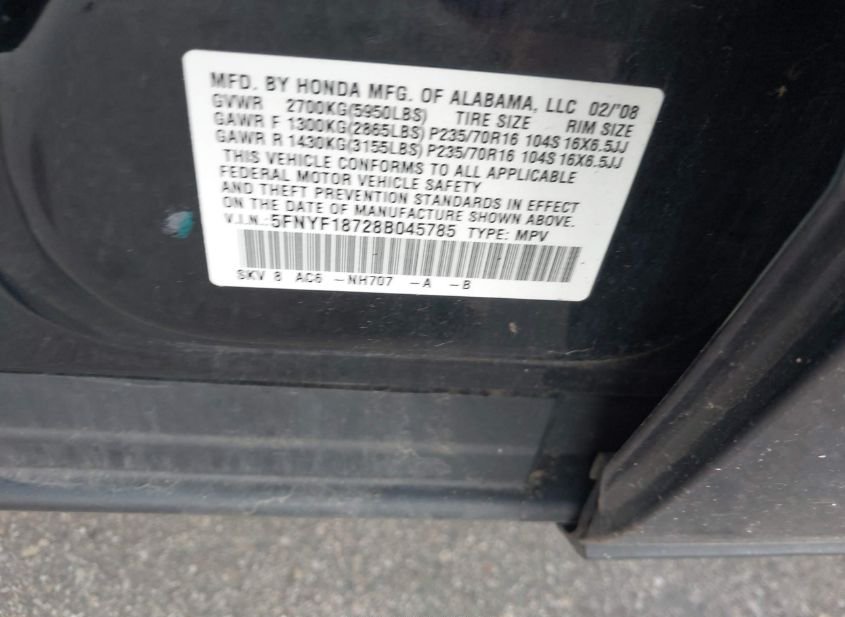 MFD. BY HONDA MFG. OF ALABAMA, LLC 02/'08
GVWR 2700KG(5950LBS) TIRE SIZE RIM SIZE
GAWR F 1300KG(2865LBS) P235/70R16 104S 16X6.5JJ
GAWR R 1430KG(3155LBS) P235/70R16 104S 16X6.5JJ
THIS VEHICLE CONFORMS TO ALL APPLICABLE
FEDERAL MOTOR VEHICLE SAFETY
AND THEFT PREVENTION STANDARDS IN EFFECT
ON THE DATE OF MANUFACTURE SHOWN ABOVE.
V.I.N.: 5FNYF18728B045785 TYPE: MPV
SKV 8 AC6 -NH707 -A -B